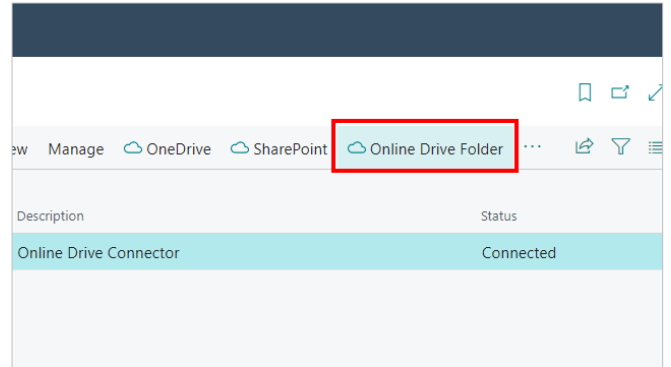 ew Manage OneDrive SharePoint Online Drive Folder ...
Description Status
Online Drive Connector Connected